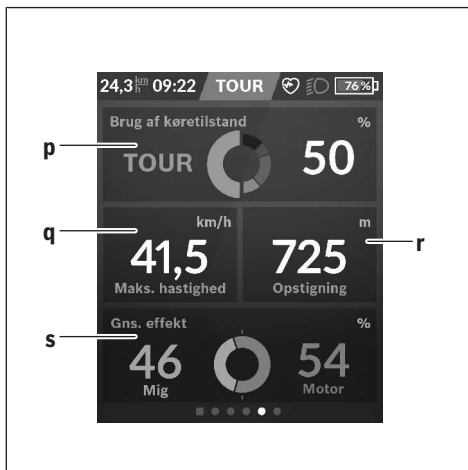 24,3 km/h 09:22 TOUR 76 %
Brug af køretilstand %
p
TOUR 50
q
km/h m
41,5 725
r
Maks. hastighed Opstigning
Gns. effekt %
s
46 54
Mig Motor